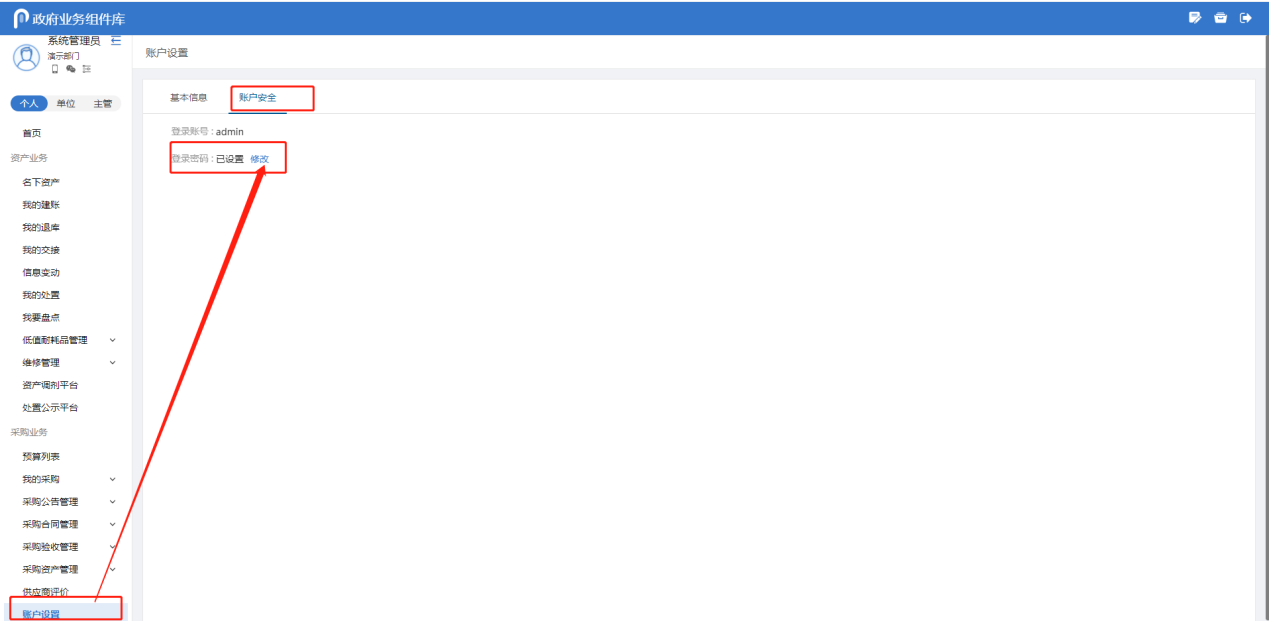 政府业务组件库
系统管理员
演示部门
个人 单位 主管
首页
资产业务
名下资产
我的建账
我的退库
我的交接
信息变动
我的处置
我要盘点
低值耐耗品管理
维修管理
资产调剂平台
处置公示平台
采购业务
预算列表
我的采购
采购公告管理
采购合同管理
采购验收管理
采购资产管理
供应商评价
账户设置
账户设置
基本信息 账户安全
登录账号 : admin
登录密码 : 已设置 修改